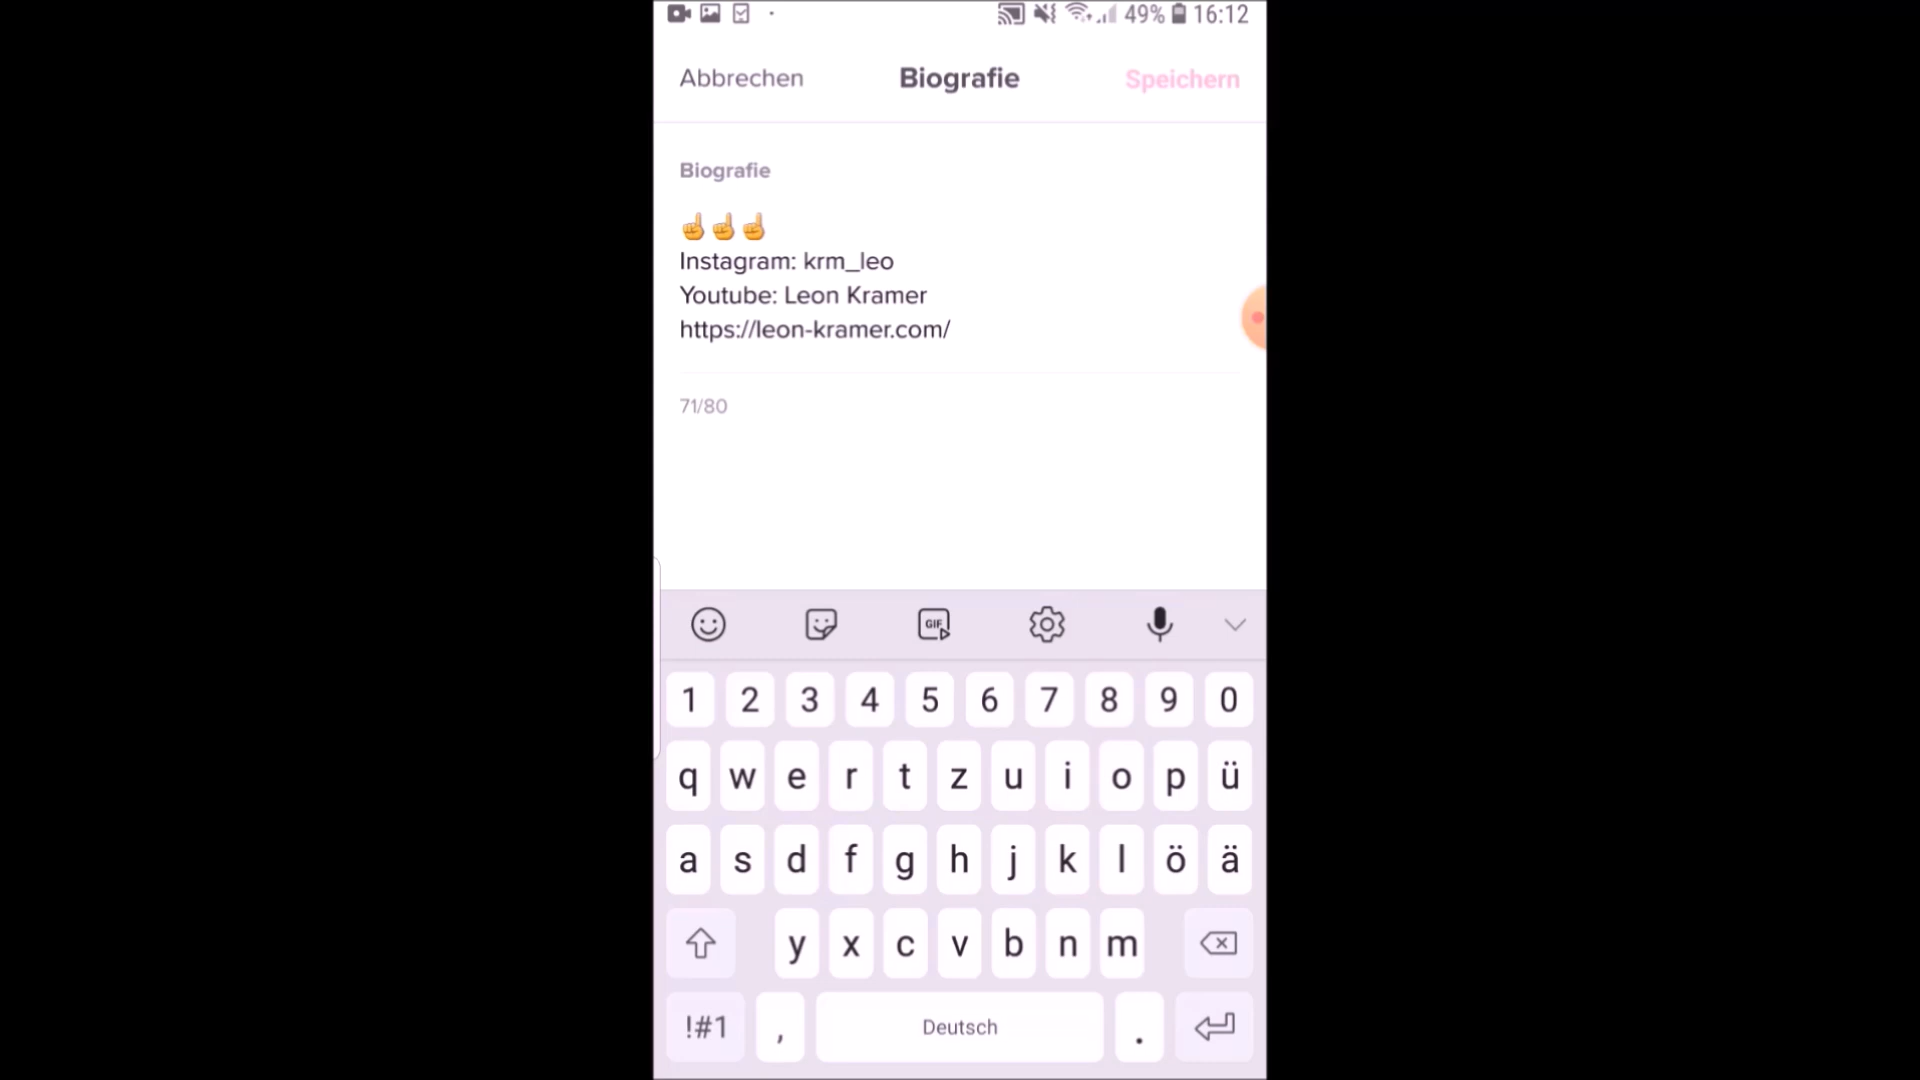 49% 16:12
Abbrechen Biografie Speichern
Biografie
☝☝☝
Instagram: krm_leo
Youtube: Leon Kramer
https://leon-kramer.com/
71/80
GIF
1 2 3 4 5 6 7 8 9 0
q w e r t z u i o p ü
a s d f g h j k l ö ä
y x c v b n m
!#1 , Deutsch .